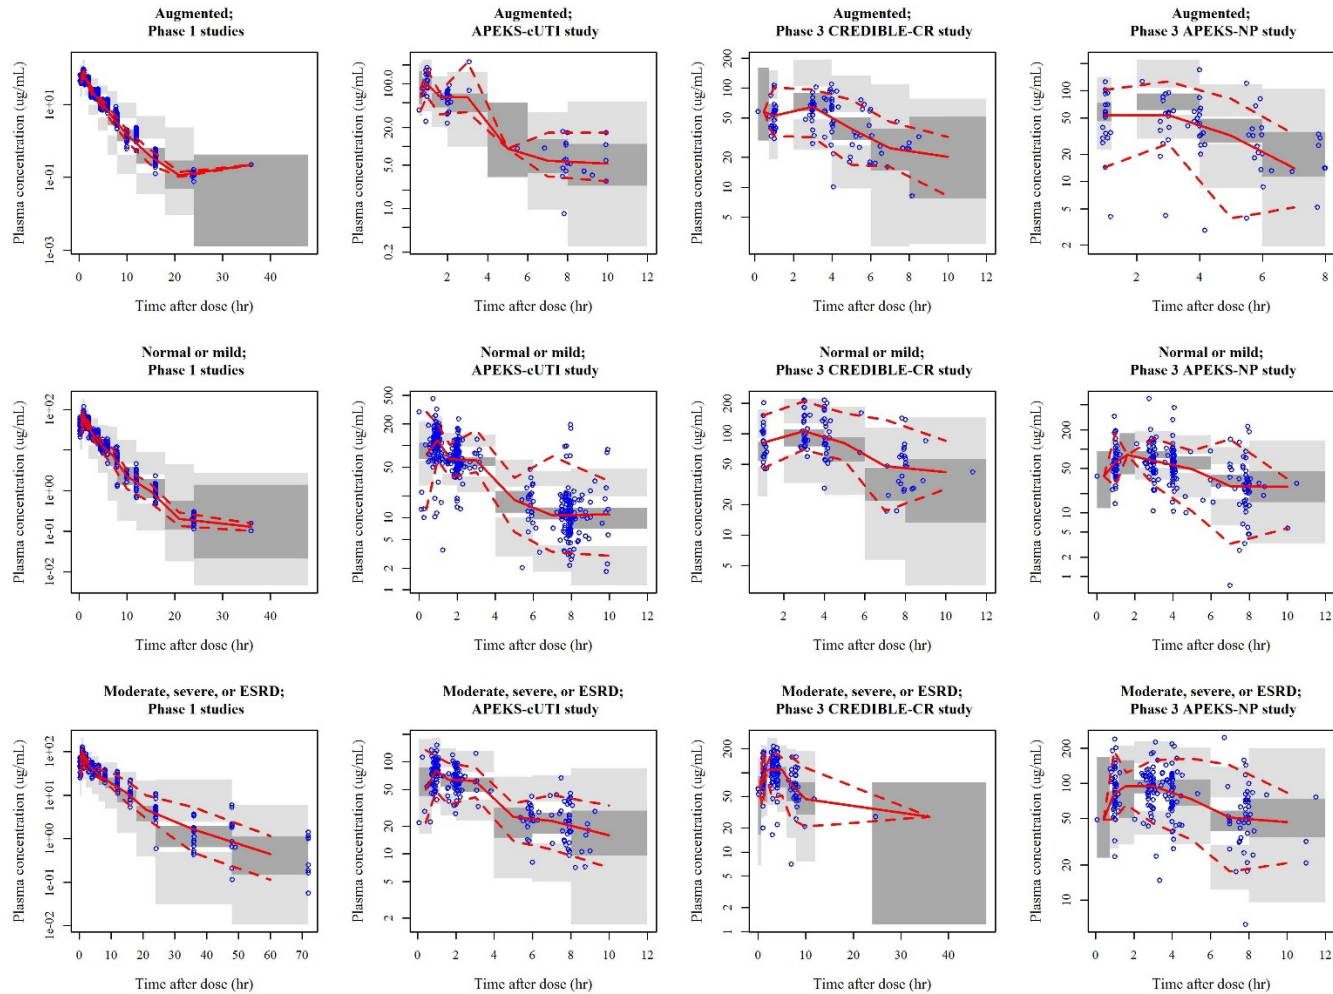 Augmented;
Phase 1 studies
Plasma concentration (ug/mL)
1e+01
1e-01
1e-03
0 10 20 30 40
Time after dose (hr)
Augmented;
APEKS-cUTI study
Plasma concentration (ug/mL)
100.0
20.0
5.0
1.0
0.2
2 4 6 8 10 12
Time after dose (hr)
Augmented;
Phase 3 CREDIBLE-CR study
Plasma concentration (ug/mL)
200
100
50
20
10
5
0 2 4 6 8 10 12
Time after dose (hr)
Augmented;
Phase 3 APEKS-NP study
Plasma concentration (ug/mL)
100
50
20
10
5
2
2 4 6 8
Time after dose (hr)
Normal or mild;
Phase 1 studies
Plasma concentration (ug/mL)
1e+02
1e+00
1e-01
1e-02
0 10 20 30 40
Time after dose (hr)
Normal or mild;
APEKS-cUTI study
Plasma concentration (ug/mL)
500
200
50
10
5
2
1
0 2 4 6 8 10 12
Time after dose (hr)
Normal or mild;
Phase 3 CREDIBLE-CR study
Plasma concentration (ug/mL)
200
100
50
20
10
5
2 4 6 8 10 12
Time after dose (hr)
Normal or mild;
Phase 3 APEKS-NP study
Plasma concentration (ug/mL)
200
50
10
5
2
1
0 2 4 6 8 10 12
Time after dose (hr)
Moderate, severe, or ESRD;
Phase 1 studies
Plasma concentration (ug/mL)
1e+02
1e+01
1e+00
1e-01
1e-02
0 10 20 30 40 50 60 70
Time after dose (hr)
Moderate, severe, or ESRD;
APEKS-cUTI study
Plasma concentration (ug/mL)
100
50
20
10
5
2
0 2 4 6 8 10 12
Time after dose (hr)
Moderate, severe, or ESRD;
Phase 3 CREDIBLE-CR study
Plasma concentration (ug/mL)
200
50
20
10
5
2
1
0 10 20 30 40
Time after dose (hr)
Moderate, severe, or ESRD;
Phase 3 APEKS-NP study
Plasma concentration (ug/mL)
200
100
50
20
10
0 2 4 6 8 10 12
Time after dose (hr)